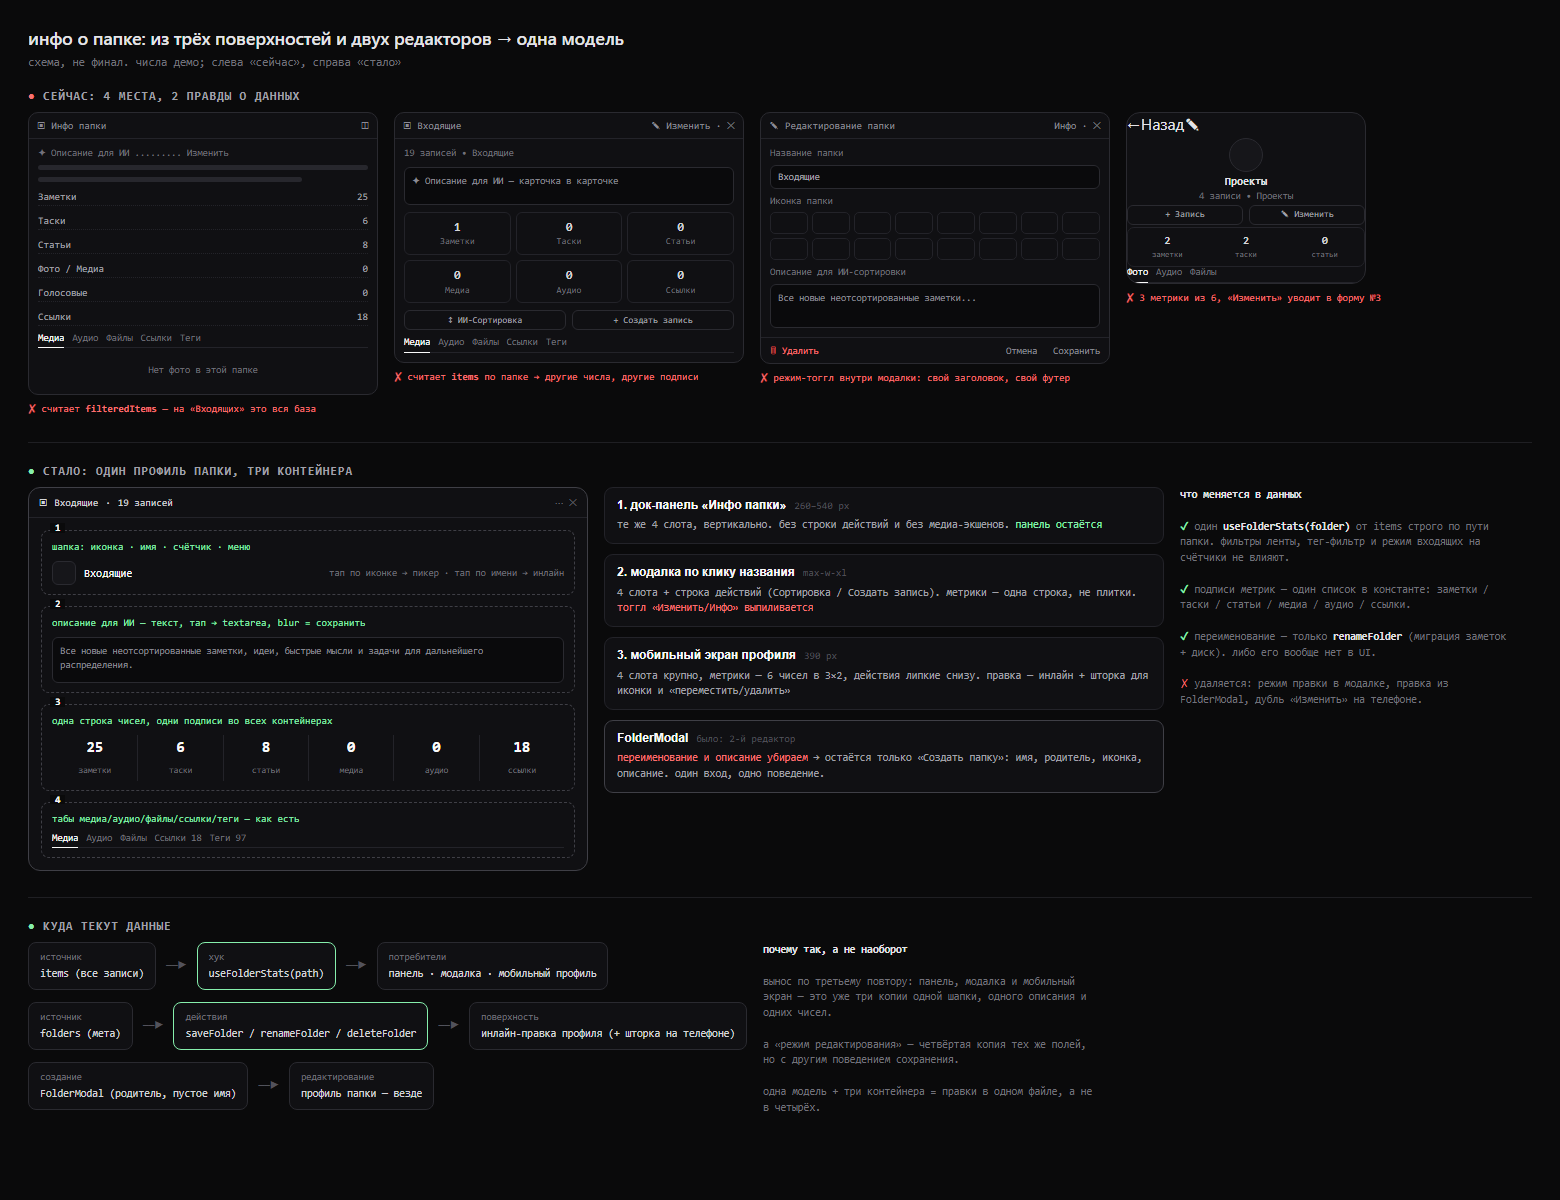 инфо о папке: из трёх поверхностей и двух редакторов → одна модель
схема, не финал. числа демо; слева «сейчас», справа «стало»
• СЕЙЧАС: 4 МЕСТА, 2 ПРАВДЫ О ДАННЫХ
▣ Инфо папки
✦ Описание для ИИ ......... Изменить
Заметки 25
Таски 6
Статьи 8
Фото / Медиа 0
Голосовые 0
Ссылки 18
Медиа Аудио Файлы Ссылки Теги
Нет фото в этой папке
✗ считает filteredItems — на «Входящих» это вся база
▣ Входящие ✎ Изменить · ✕
19 записей • Входящие
✦ Описание для ИИ — карточка в карточке
1 0 0
Заметки Таски Статьи
0 0 0
Медиа Аудио Ссылки
↕ ИИ-Сортировка + Создать запись
Медиа Аудио Файлы Ссылки Теги
✗ считает items по папке → другие числа, другие подписи
✎ Редактирование папки Инфо · ✕
Название папки
Входящие
Иконка папки
Описание для ИИ-сортировки
Все новые неотсортированные заметки...
Удалить Отмена Сохранить
✗ режим-тоггл внутри модалки: свой заголовок, свой футер
←Назад✎
Проекты
4 записи • Проекты
+ Запись ✎ Изменить
2 2 0
заметки таски статьи
Фото Аудио Файлы
✗ 3 метрики из 6, «Изменить» уводит в форму №3
• СТАЛО: ОДИН ПРОФИЛЬ ПАПКИ, ТРИ КОНТЕЙНЕРА
▣ Входящие · 19 записей ⋯ ✕
1
шапка: иконка · имя · счётчик · меню
Входящие тап по иконке → пикер · тап по имени → инлайн
2
описание для ИИ — текст, тап → textarea, blur = сохранить
Все новые неотсортированные заметки, идеи, быстрые мысли и задачи для дальнейшего
распределения.
3
одна строка чисел, одни подписи во всех контейнерах
25 6 8 0 0 18
заметки таски статьи медиа аудио ссылки
4
табы медиа/аудио/файлы/ссылки/теги — как есть
Медиа Аудио Файлы Ссылки 18 Теги 97
1. док-панель «Инфо папки» 260–540 px
те же 4 слота, вертикально. без строки действий и без медиа-экшенов. панель остаётся
2. модалка по клику названия max-w-xl
4 слота + строка действий (Сортировка / Создать запись). метрики — одна строка, не плитки.
тоггл «Изменить/Инфо» выпиливается
3. мобильный экран профиля 390 px
4 слота крупно, метрики — 6 чисел в 3×2, действия липкие снизу. правка — инлайн + шторка для
иконки и «переместить/удалить»
FolderModal было: 2-й редактор
переименование и описание убираем → остаётся только «Создать папку»: имя, родитель, иконка,
описание. один вход, одно поведение.
что меняется в данных
✓ один useFolderStats(folder) от items строго по пути
папки. фильтры ленты, тег-фильтр и режим входящих на
счётчики не влияют.
✓ подписи метрик — один список в константе: заметки /
таски / статьи / медиа / аудио / ссылки.
✓ переименование — только renameFolder (миграция заметок
+ диск). либо его вообще нет в UI.
✗ удаляется: режим правки в модалке, правка из
FolderModal, дубль «Изменить» на телефоне.
• КУДА ТЕКУТ ДАННЫЕ
источник
items (все записи)
→
хук
useFolderStats(path)
→
потребители
панель · модалка · мобильный профиль
источник
folders (мета)
→
действия
saveFolder / renameFolder / deleteFolder
→
поверхность
инлайн-правка профиля (+ шторка на телефоне)
создание
FolderModal (родитель, пустое имя)
→
редактирование
профиль папки — везде
почему так, а не наоборот
вынос по третьему повтору: панель, модалка и мобильный
экран — это уже три копии одной шапки, одного описания и
одних чисел.
а «режим редактирования» — четвёртая копия тех же полей,
но с другим поведением сохранения.
одна модель + три контейнера = правки в одном файле, а не
в четырёх.